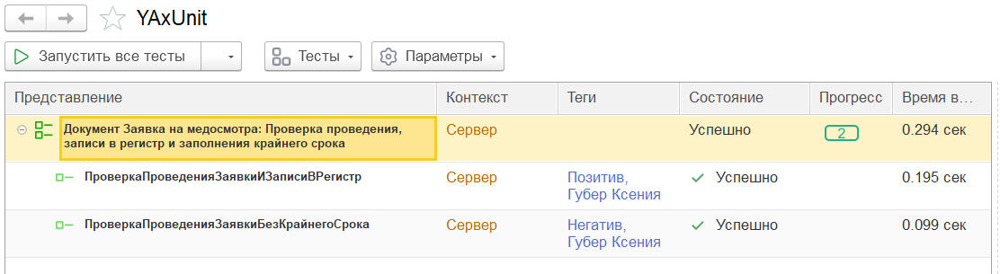 YAxUnit
Запустить все тесты
Тесты
Параметры
Представление Контекст Теги Состояние Прогресс Время в...
Документ Заявка на медосмотра: Проверка проведения,
записи в регистр и заполнения крайнего срока
Сервер Успешно 2 0.294 сек
ПроверкаПроведенияЗаявкиИЗаписиВРегистр Сервер Позитив, Успешно 0.195 сек
Губер Ксения
ПроверкаПроведенияЗаявкиБезКрайнегоСрока Сервер Негатив, Успешно 0.099 сек
Губер Ксения